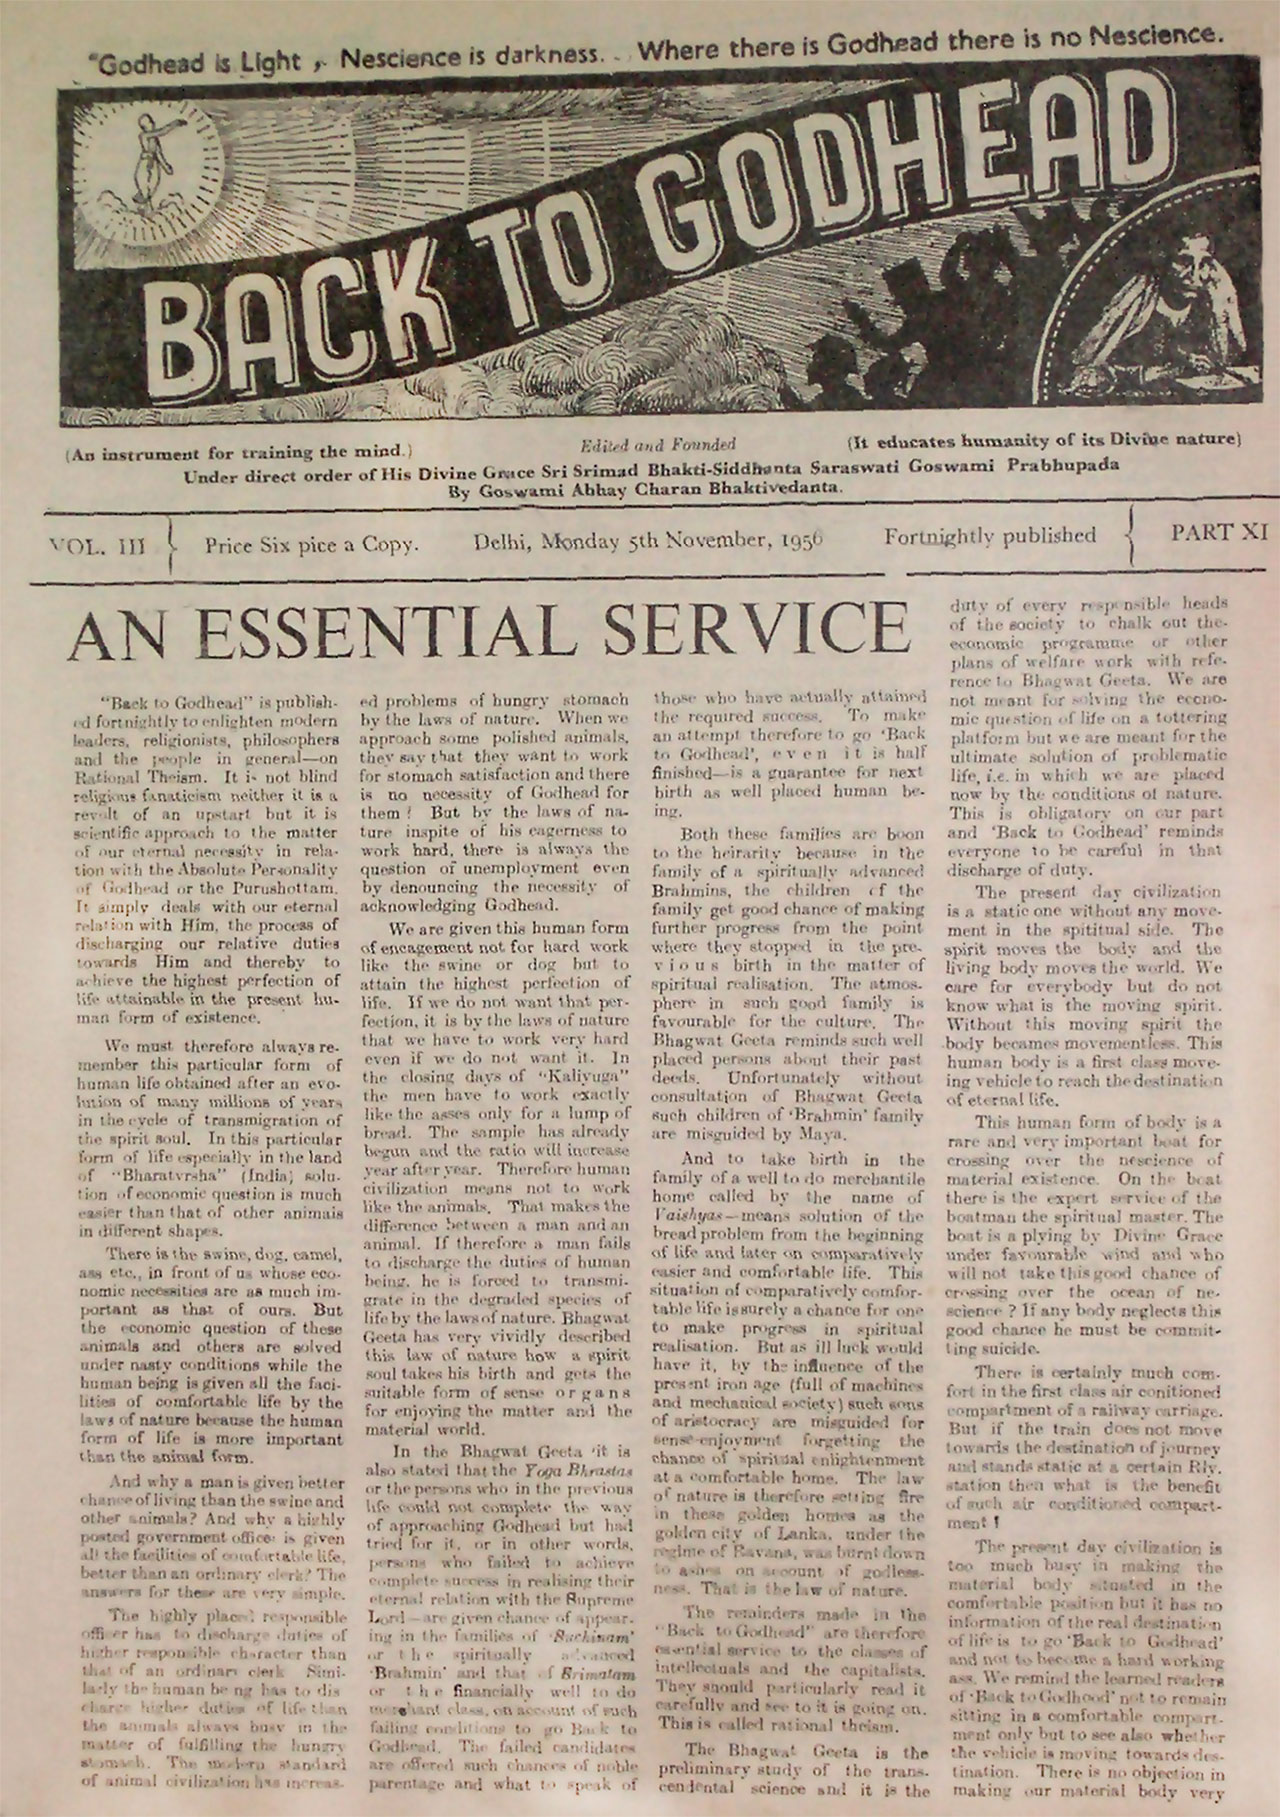 "Godhead is Light, Nescience is darkness. Where there is Godhead there is no Nescience.
BACK TO GODHEAD
(An instrument for training the mind.)
Edited and Founded
(It educates humanity of its Divine nature)
Under direct order of His Divine Grace Sri Srimad Bhakti-Siddhanta Saraswati Goswami Prabhupada
By Goswami Abhay Charan Bhaktivedanta.
VOL. III
Price Six pice a Copy.
Delhi, Monday 5th November, 1956
Fortnightly published
PART XI
AN ESSENTIAL SERVICE
"Back to Godhead" is publish-
ed fortnightly to enlighten modern
leaders, religionists, philosophers
and the people in general—on
Rational Theism. It is not blind
religious fanaticism neither it is a
revolt of an upstart but it is
scientific approach to the matter
of our eternal necessity in rela-
tion with the Absolute Personality
of Godhead or the Purushottam.
It simply deals with our eternal
relation with Him, the process of
discharging our relative duties
towards Him and thereby to
achieve the highest perfection of
life attainable in the present hu-
man form of existence.
We must therefore always re-
member this particular form of
human life obtained after an evo-
lution of many millions of years
in the cycle of transmigration of
the spirit soul. In this particular
form of life especially in the land
of "Bharatvrsha" (India) solu-
tion of economic question is much
easier than that of other animais
in different shapes.
There is the swine, dog, camel,
ass etc., in front of us whose eco-
nomic necessities are as much im-
portant as that of ours. But
the economic question of these
animals and others are solved
under nasty conditions while the
human being is given all the faci-
lities of comfortable life by the
laws of nature because the human
form of life is more important
than the animal form.
And why a man is given better
chance of living than the swine and
other animals? And why a highly
posted government office: is given
all the facilities of comfortable life,
better than an ordinary clerk? The
answers for these are very simple.
The highly placed responsible
officer has to discharge duties of
higher responsible character than
that of an ordinary clerk Simi-
larly the human being has to dis
charge higher duties of life than
the animals always busy in the
matter of fulfilling the hungry
stomach. The modern standard
of animal civilization has increas-
ed problems of hungry stomach
by the laws of nature. When we
approach some polished animals,
they say that they want to work
for stomach satisfaction and there
is no necessity of Godhead for
them! But by the laws of na-
ture inspite of his eagerness to
work hard, there is always the
question of unemployment even
by denouncing the necessity of
acknowledging Godhead.
We are given this human form
of encagement not for hard work
like the swine or dog but to
attain the highest perfection of
life. If we do not want that per-
fection, it is by the laws of nature
that we have to work very hard
even if we do not want it. In
the closing days of "Kaliyuga"
the men have to work exactly
like the asses only for a lump of
bread. The sample has already
begun and the ratio will increase
year after year. Therefore human
civilization means not to work
like the animals. That makes the
difference between a man and an
animal. If therefore a man fails
to discharge the duties of human
being, he is forced to transmi-
grate in the degraded species of
life by the laws of nature. Bhagwat
Geeta has very vividly described
this law of nature how a spirit
soul takes his birth and gets the
suitable form of sense organs
for enjoying the matter and the
material world.
In the Bhagwat Geeta it is
also stated that the Yoga Bhrastas
or the persons who in the previous
life could not complete the way
of approaching Godhead but had
tried for it, or in other words,
persons who failed to achieve
complete success in realising their
eternal relation with the Supreme
Lord—are given chance of appear-
ing in the families of 'Suchinam'
or the spiritually advanced
'Brahmin' and that of Srimatam
or the financially well to do
merchant class, on account of such
failing conditions to go Back to
Godhead. The failed candidates
are offered such chances of noble
parentage and what to speak of
those who have actually attained
the required success. To make
an attempt therefore to go 'Back
to Godhead', even it is half
finished—is a guarantee for next
birth as well placed human be-
ing.
Both these families are boon
to the heirarity because in the
family of a spiritually advanced
Brahmins, the children of the
family get good chance of making
further progress from the point
where they stopped in the pre-
vious birth in the matter of
spiritual realisation. The atmos-
phere in such good family is
favourable for the culture. The
Bhagwat Geeta reminds such well
placed persons about their past
deeds. Unfortunately without
consultation of Bhagwat Geeta
such children of 'Brahmin' family
are misguided by Maya.
And to take birth in the
family of a well to do merchantile
home called by the name of
Vaishyas—means solution of the
bread problem from the beginning
of life and later on comparatively
easier and comfortable life. This
situation of comparatively comfor-
table life is surely a chance for one
to make progress in spiritual
realisation. But as ill luck would
have it, by the influence of the
present iron age (full of machines
and mechanical society) such sons
of aristocracy are misguided for
sense-enjoyment forgetting the
chance of spiritual enlightenment
at a comfortable home. The law
of nature is therefore setting fire
in these golden homes as the
golden city of Lanka, under the
regime of Ravana, was burnt down
to ashes on account of godless-
ness. That is the law of nature.
The reminders made in the
"Back to Godhead" are therefore
essential service to the classes of
intellectuals and the capitalists.
They should particularly read it
carefully and see to it is going on.
This is called rational theism.
The Bhagwat Geeta is the
preliminary study of the trans-
cendental science and it is the
duty of every responsible heads
of the society to chalk out the
economic programme or other
plans of welfare work with refe-
rence to Bhagwat Geeta. We are
not meant for solving the econo-
mic question of life on a tottering
platform but we are meant for the
ultimate solution of problematic
life, i.e. in which we are placed
now by the conditions of nature.
This is obligatory on our part
and 'Back to Godhead' reminds
everyone to be careful in that
discharge of duty.
The present day civilization
is a static one without any move-
ment in the spititual side. The
spirit moves the body and the
living body moves the world. We
care for everybody but do not
know what is the moving spirit.
Without this moving spirit the
body becames movementless. This
human body is a first class move-
ing vehicle to reach the destination
of eternal life.
This human form of body is a
rare and very important boat for
crossing over the nescience of
material existence. On the boat
there is the expert service of the
boatman the spiritual master. The
boat is a plying by Divine Grace
under favourable wind and who
will not take this good chance of
crossing over the ocean of ne-
science? If any body neglects this
good chance he must be commit-
ting suicide.
There is certainly much com-
fort in the first class air conitioned
compartment of a railway carriage.
But if the train does not move
towards the destination of journey
and stands static at a certain Rly.
station then what is the benefit
of such air conditioned compart-
ment!
The present day civilization is
too much busy in making the
material body situated in the
comfortable position but it has no
information of the real destination
of life is to go 'Back to Godhead'
and not to become a hard working
ass. We remind the learned readers
of 'Back to Godhood' not to remain
sitting in a comfortable compart-
ment only but to see also whether
the vehicle is moving towards des-
tination. There is no objection in
making our material body very